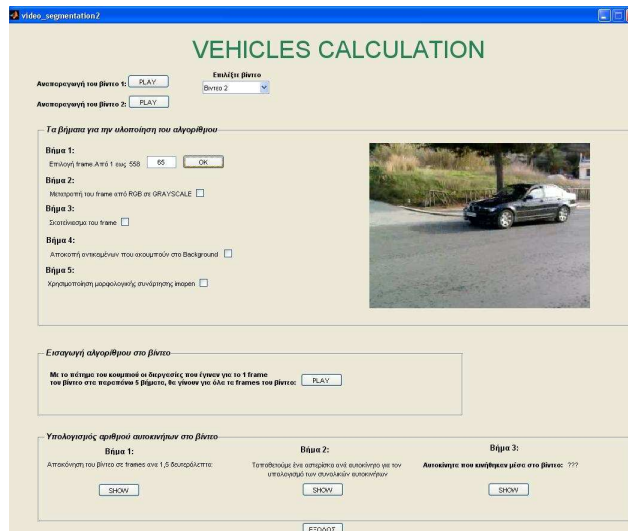 video_segmentation2
VEHICLES CALCULATION
Αναπαραγωγή του βίντεο 1: PLAY
Επιλέξτε βίντεο
Βιντεο 2
Αναπαραγωγή του βίντεο 2: PLAY
Τα βήματα για την υλοποίηση του αλγορίθμου
Βήμα 1:
Επιλογή frame Από 1 εως 558 65 OK
Βήμα 2:
Μετατροπή του frame από RGB σε GRAYSCALE
Βήμα 3:
Σκοτείνιασμα του frame
Βήμα 4:
Αποκοπή αντικειμένων που ακουμπούν στο Background
Βήμα 5:
Χρησιμοποίηση μορφολογικής συνάρτησης imopen
Εισαγωγή αλγορίθμου στο βίντεο
Με το πάτημα του κουμπιού οι διεργασίες που έγιναν για το 1 frame
του βίντεο στα παραπάνω 5 βήματα, θα γίνουν για όλα τα frames του βίντεο: PLAY
Υπολογισμός αριθμού αυτοκινήτων στο βίντεο
Βήμα 1:
Απεικόνηση του βίντεο σε frames ανα 1,5 δευτερόλεπτα
SHOW
Βήμα 2:
Τοποθετούμε ένα αστερίσκο ανά αυτοκίνητο για τον
υπολογισμό των συνολικών αυτοκινήτων
SHOW
Βήμα 3:
Αυτοκίνητα που κινήθηκαν μέσα στο βίντεο: ???
SHOW
ΕΞΟΔΟΣ